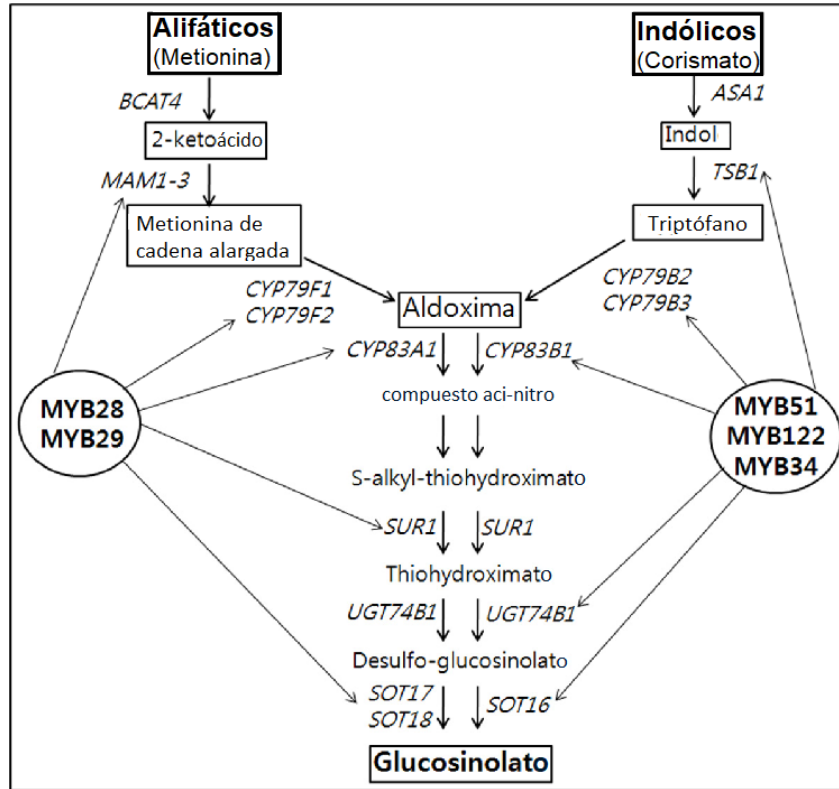 Alifáticos
(Metionina)
Indólicos
(Corismato)
BCAT4
ASA1
2-ketoácido
Indol
MAM1-3
TSB1
Metionina de
cadena alargada
Triptófano
CYP79F1
CYP79F2
CYP79B2
CYP79B3
Aldoxima
CYP83A1
CYP83B1
compuesto aci-nitro
MYB28
MYB29
MYB51
MYB122
MYB34
S-alkyl-thiohydroximato
SUR1
SUR1
Thiohydroximato
UGT74B1
UGT74B1
Desulfo-glucosinolato
SOT17
SOT18
SOT16
Glucosinolato